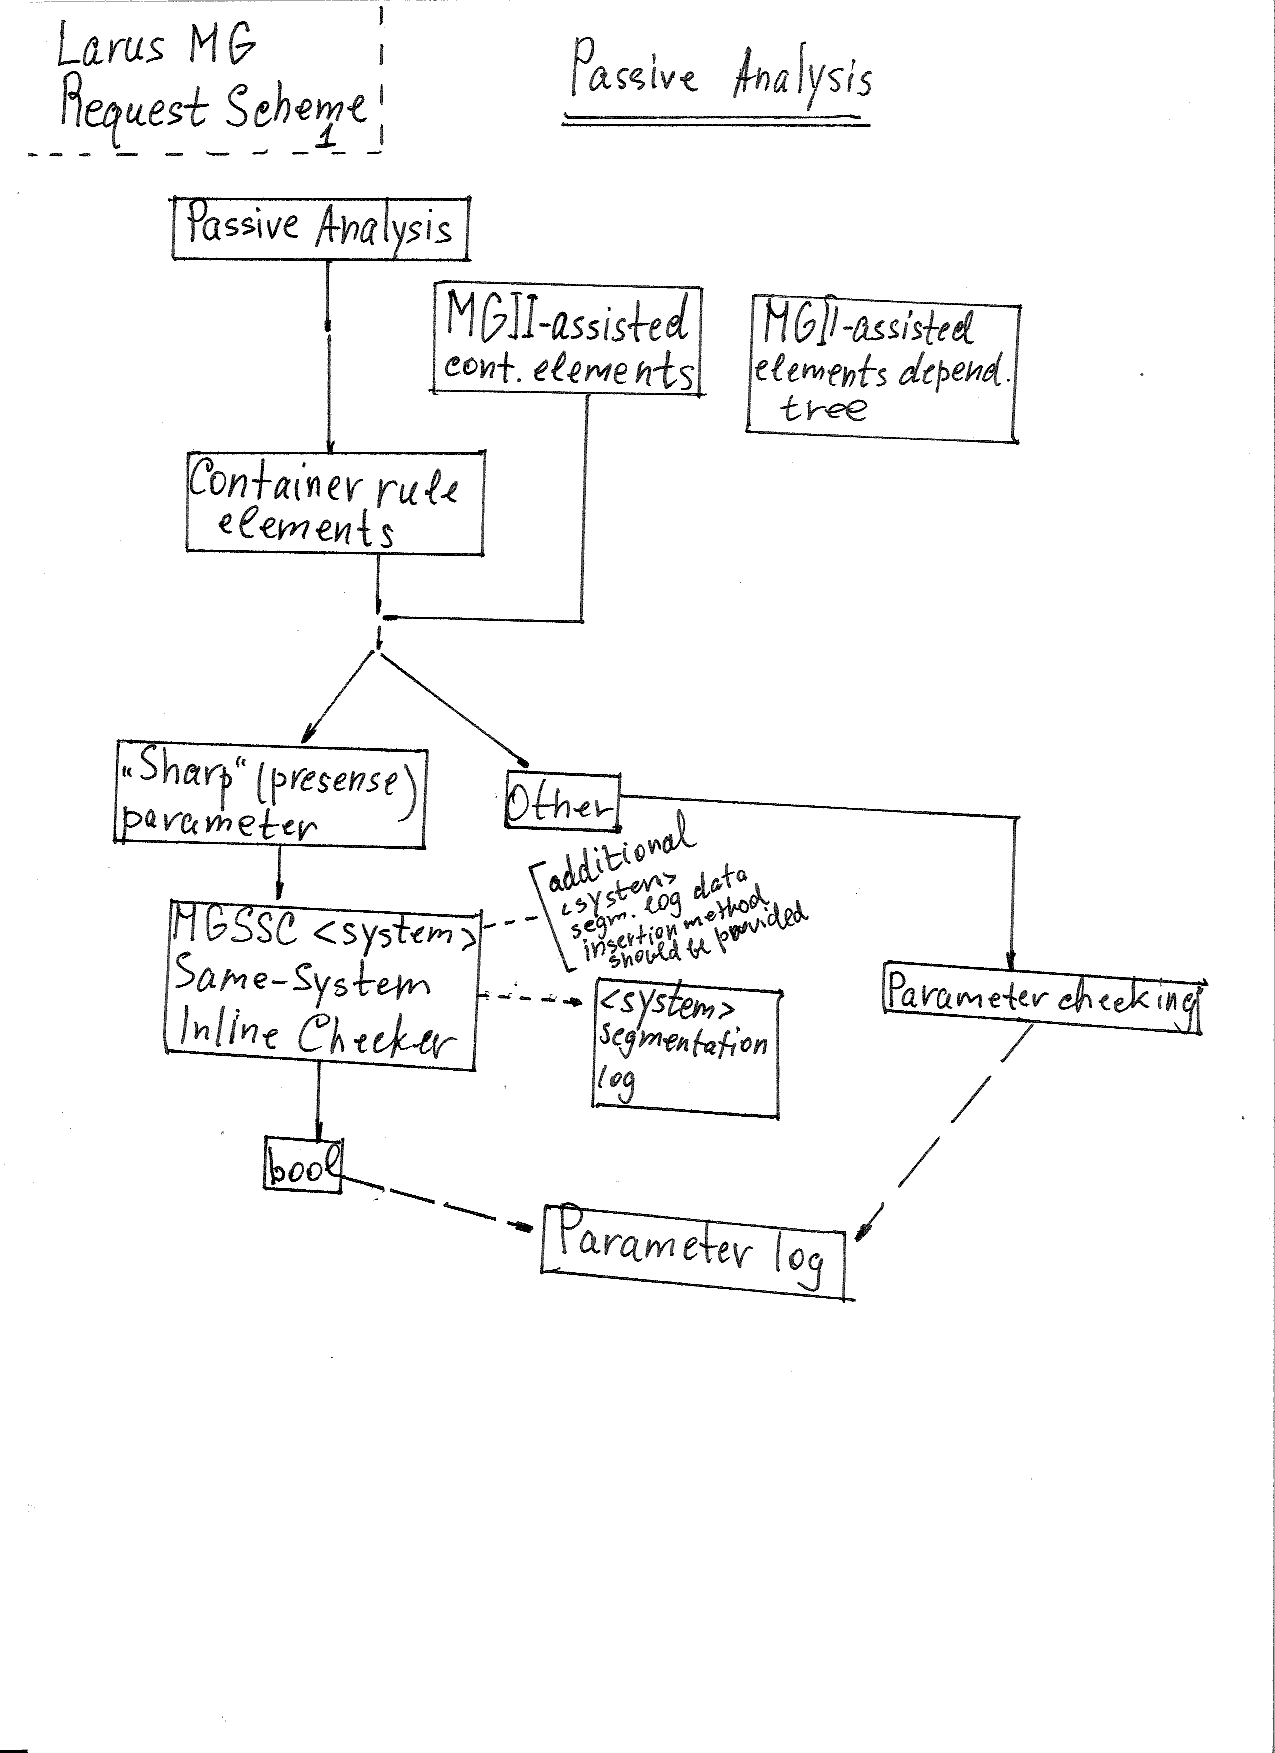 Larus MG
Request Scheme
1
Passive Analysis
Passive Analysis
MGII-assisted
cont. elements
MGII-assisted
elements depend.
tree
Container rule
elements
„Sharp“ (presense)
parameter
Other
additional
<system>
segm. log data
insertion method
should be provided
MGSSC <system>
Same-System
Inline Checker
<system>
segmentation
log
Parameter checking
bool
Parameter log